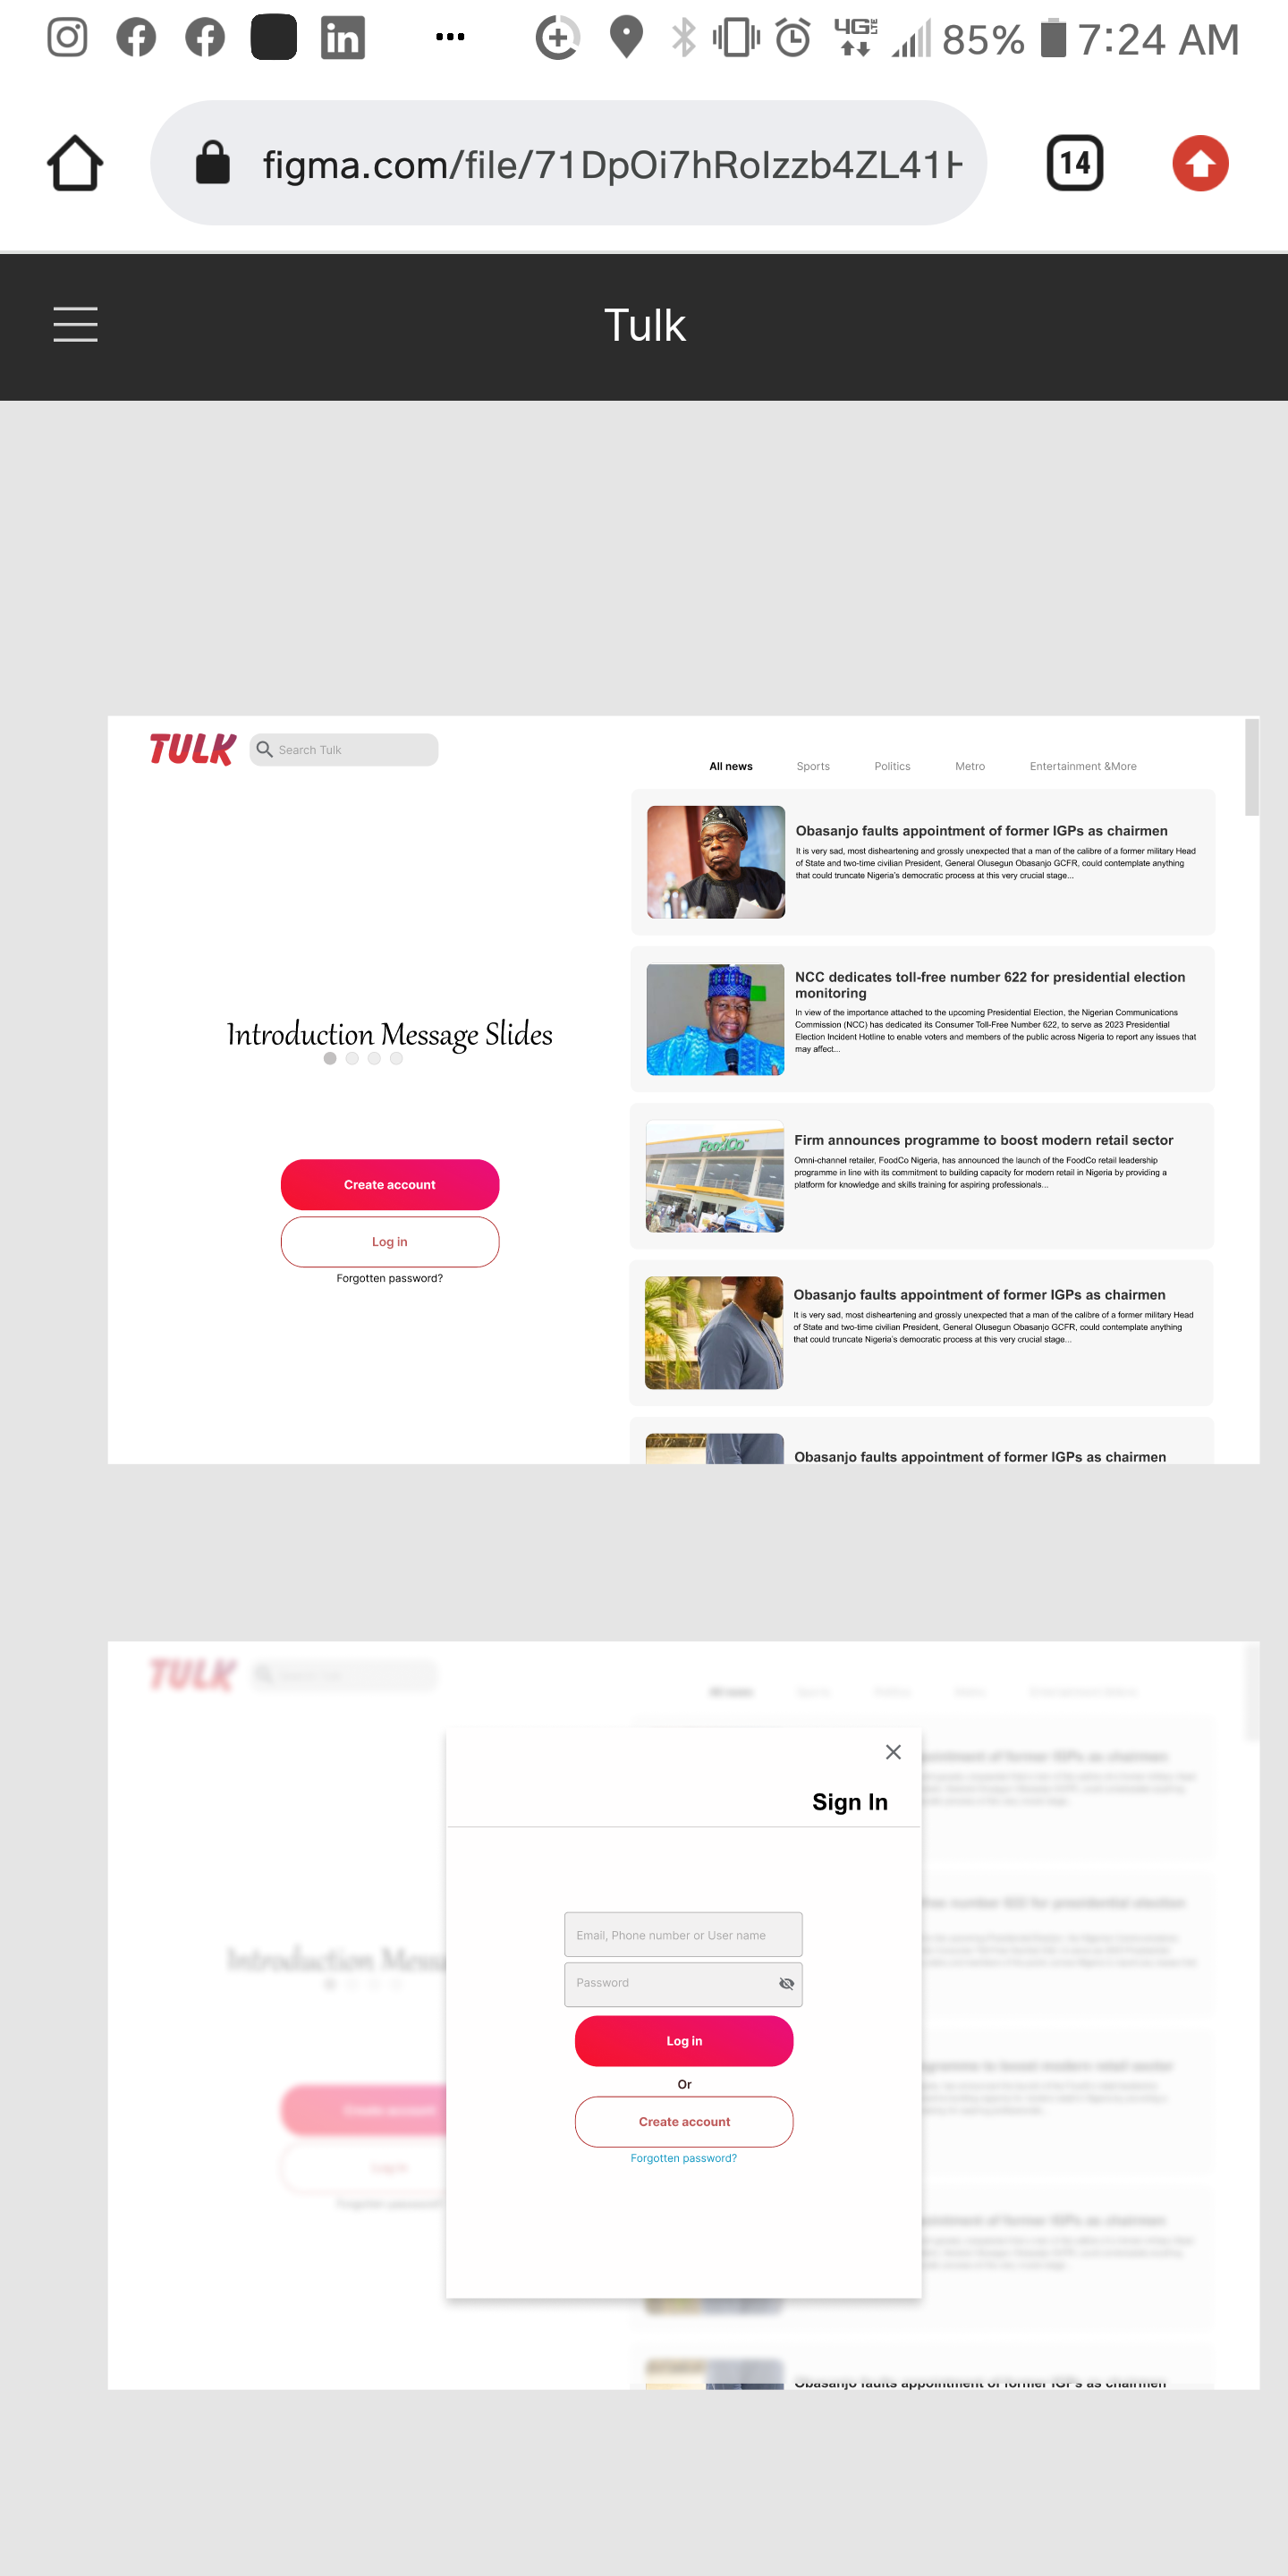 4G LTE 85% 7:24 AM
figma.com/file/71DpOi7hRolzzb4ZL41H
14
Tulk
TULK
Search Tulk
All news Sports Politics Metro Entertainment &More
Obasanjo faults appointment of former IGPs as chairmen
It is very sad, most disheartening and grossly unexpected that a man of the calibre of a former military Head
of State and two-time civilian President, General Olusegun Obasanjo GCFR, could contemplate anything
that could truncate Nigeria's democratic process at this very crucial stage...
NCC dedicates toll-free number 622 for presidential election
monitoring
In view of the importance attached to the upcoming Presidential Election, the Nigerian Communications
Commission (NCC) has dedicated its Consumer Toll-Free Number 622, to serve as 2023 Presidential
Election Incident Hotline to enable voters and members of the public across Nigeria to report any issues that
may affect...
Introduction Message Slides
FoodCo
Firm announces programme to boost modern retail sector
Omni-channel retailer, FoodCo Nigeria, has announced the launch of the FoodCo retail leadership
programme in line with its commitment to building capacity for modern retail in Nigeria by providing a
platform for knowledge and skills training for aspiring professionals...
Create account
Log in
Forgotten password?
Obasanjo faults appointment of former IGPs as chairmen
It is very sad, most disheartening and grossly unexpected that a man of the calibre of a former military Head
of State and two-time civilian President, General Olusegun Obasanjo GCFR, could contemplate anything
that could truncate Nigeria's democratic process at this very crucial stage...
Obasanjo faults appointment of former IGPs as chairmen
TULK
Sign In
Introduction Messa
Email, Phone number or User name
Password
Log in
Or
Create account
Forgotten password?
Obasanjo faults appointment of former IGPs as chairmen